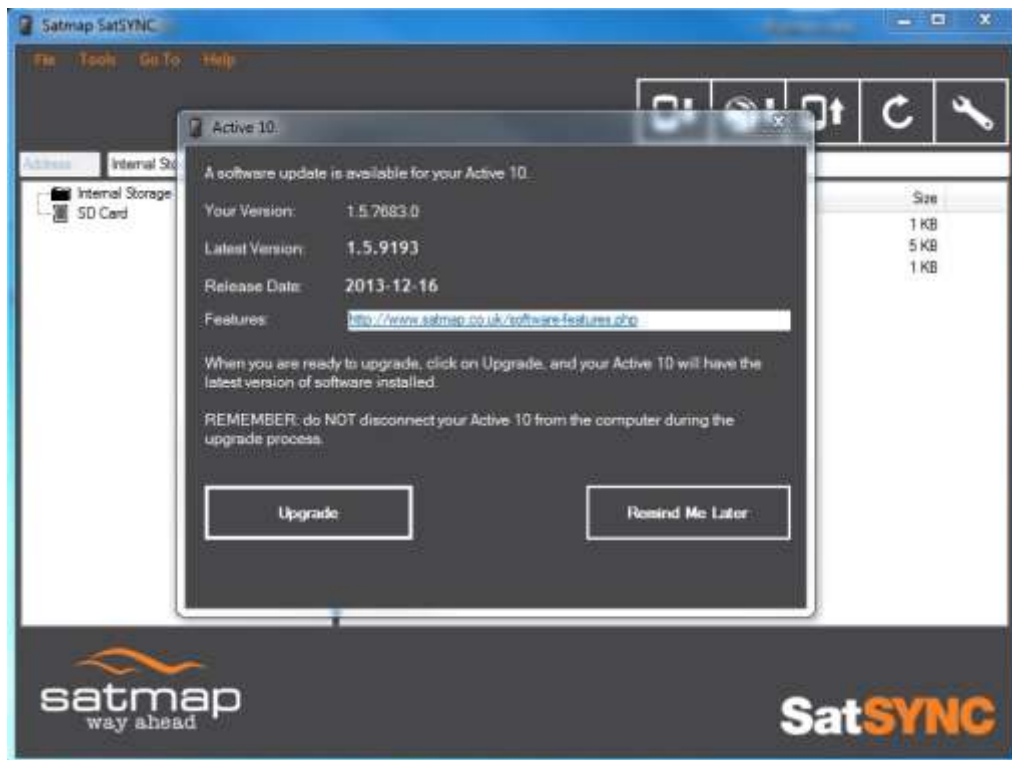 Satmap SatSYNC
File Tools Go To Help
Active 10.
Address Internal Sto
Internal Storage
SD Card
Size
1 KB
5 KB
1 KB
A software update is available for your Active 10.
Your Version: 1.5.7683.0
Latest Version: 1.5.9193
Release Date: 2013-12-16
Features: http://www.satmap.co.uk/software-features.php
When you are ready to upgrade, click on Upgrade, and your Active 10 will have the
latest version of software installed.
REMEMBER: do NOT disconnect your Active 10 from the computer during the
upgrade process.
Upgrade Remind Me Later
satmap
way ahead
SatSYNC